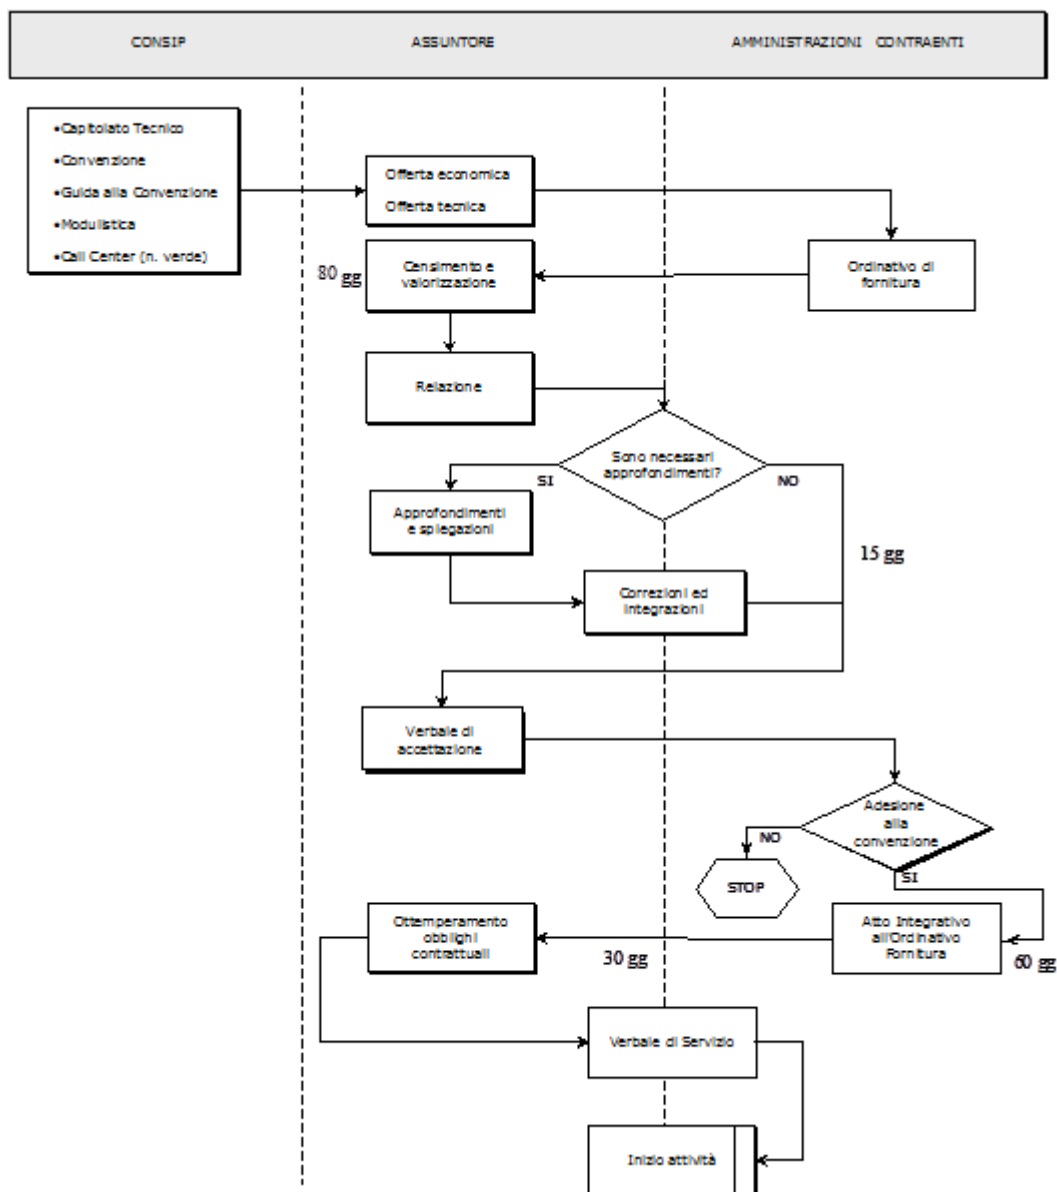 CONSIP
ASSUNTORE
AMMINISTRAZIONI CONTRAENTI
•Capitolato Tecnico
•Convenzione
•Guida alla Convenzione
•Modulistica
•Call Center (n. verde)
Offerta economica
Offerta tecnica
80 gg
Censimento e
valorizzazione
Ordinativo di
fornitura
Relazione
Sono necessari
approfondimenti?
SI
NO
Approfondimenti
e spiegazioni
15 gg
Correzioni ed
integrazioni
Verbale di
accettazione
Adesione
alla
convenzione
NO
SI
STOP
Ottemperamento
obblighi
contrattuali
30 gg
Atto Integrativo
all'Ordinativo
Fornitura
60 gg
Verbale di Servizio
Inizio attività